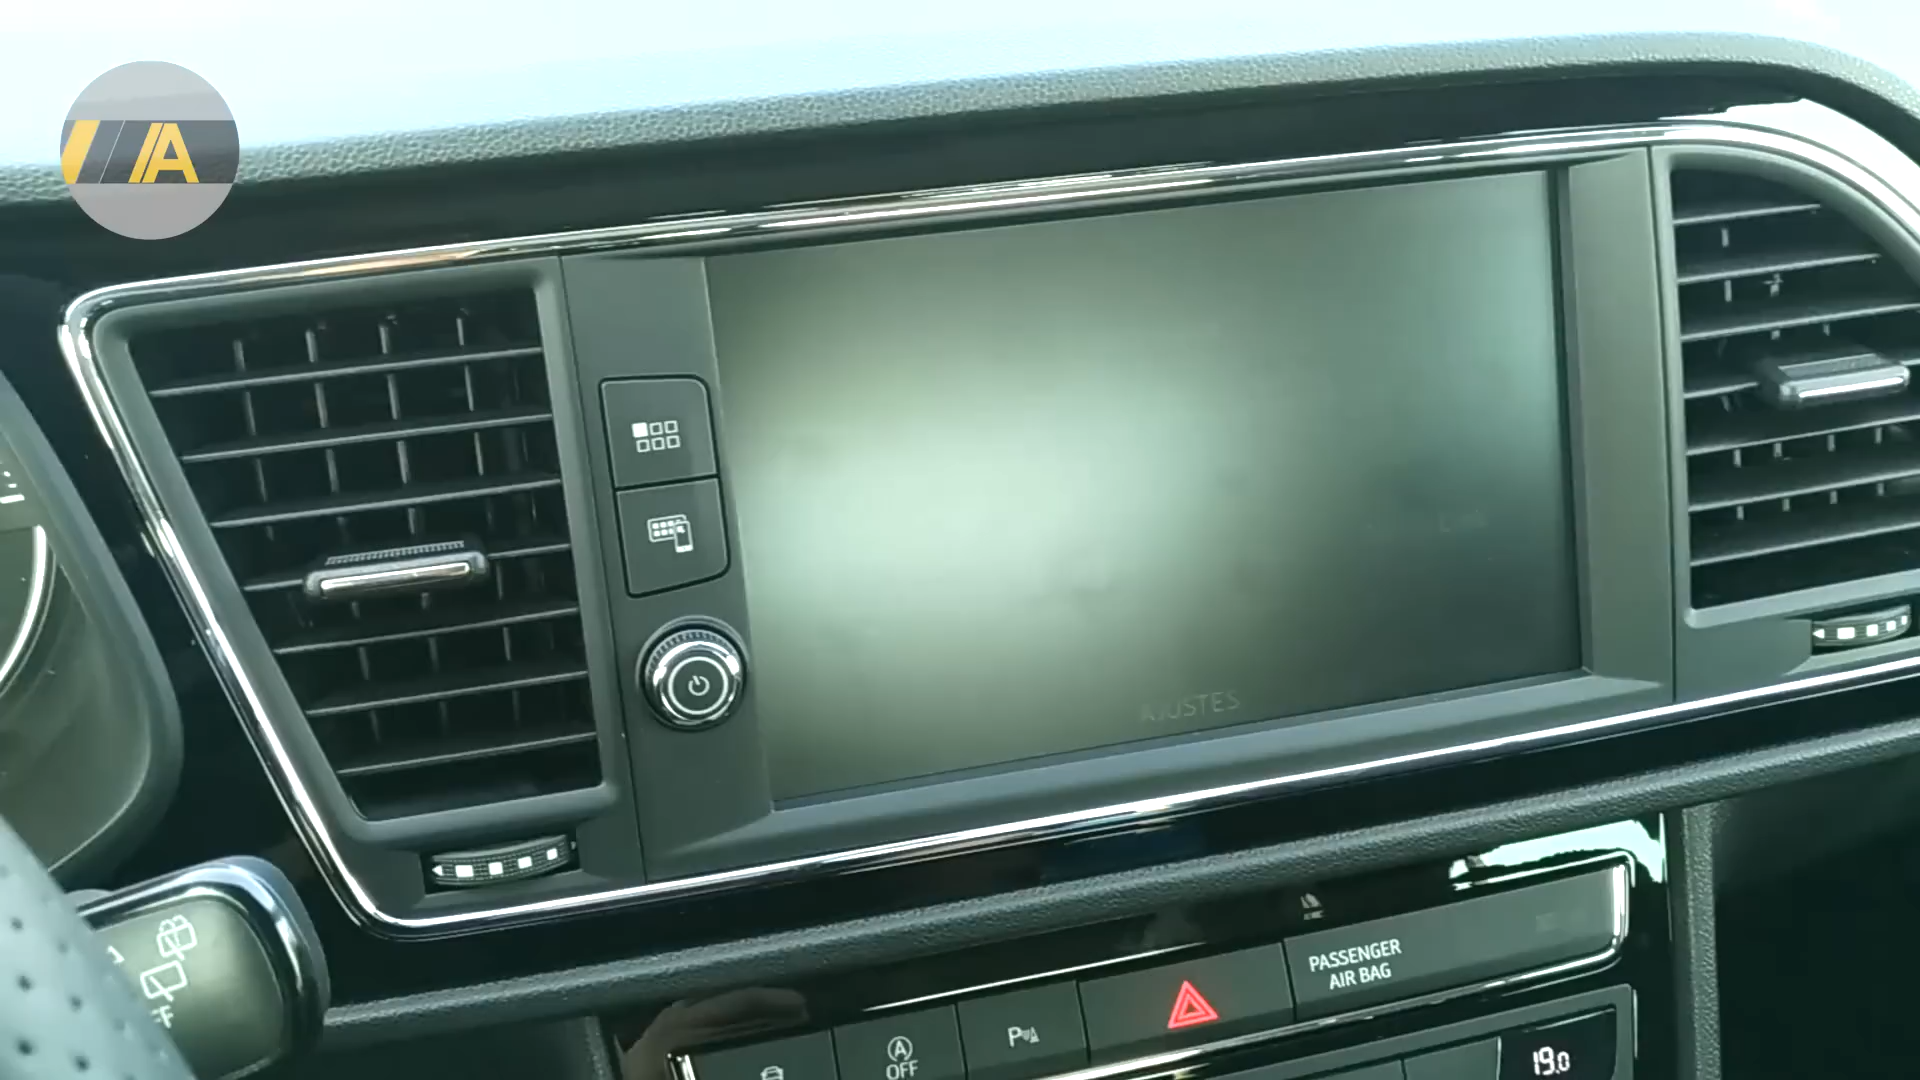 A
AJUSTES
PASSENGER
AIR BAG
A
OFF
P
19.0